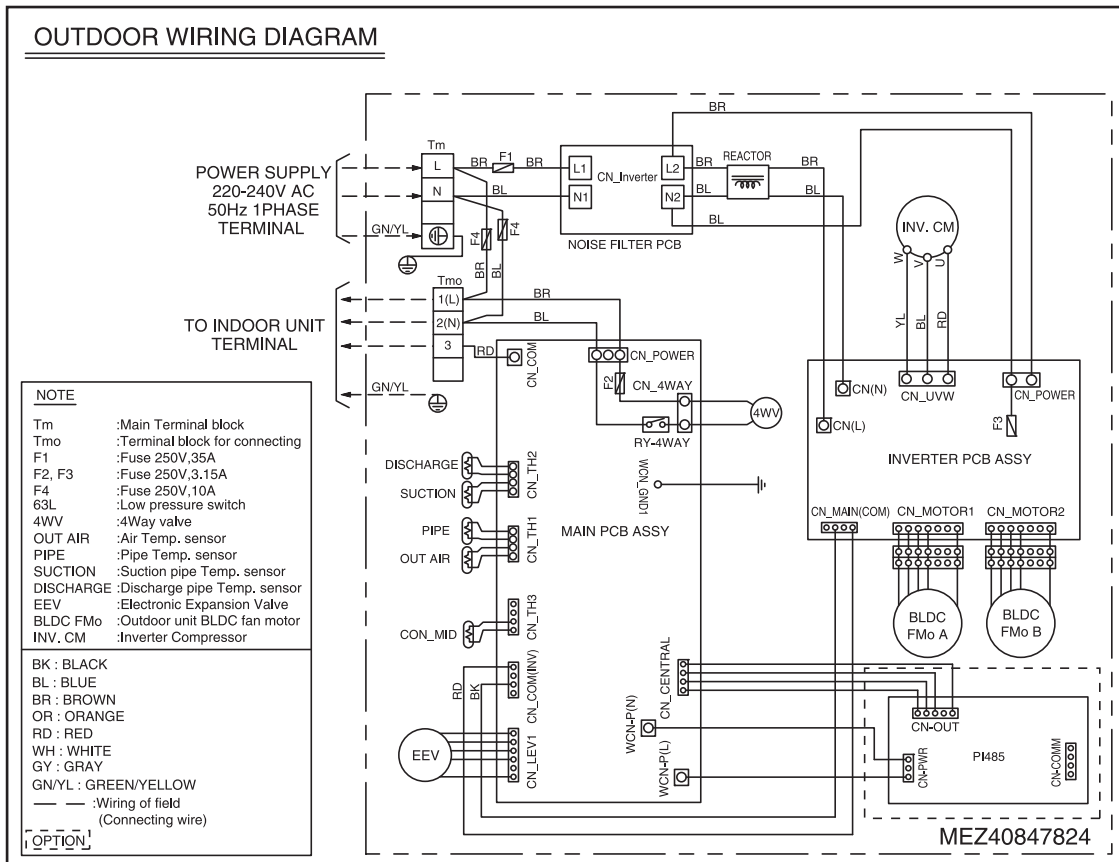 OUTDOOR WIRING DIAGRAM
POWER SUPPLY
220-240V AC
50Hz 1PHASE
TERMINAL
GN/YL
Tm
L
N
BR
F1
BR
BL
F4
F4
BR
BL
L1
CN_Inverter
L2
N1
N2
NOISE FILTER PCB
BR
BR
REACTOR
BR
BL
BL
BL
INV. CM
W
V
U
YL
BL
RD
TO INDOOR UNIT
TERMINAL
GN/YL
Tmo
1(L)
2(N)
3
BR
BL
RD
CN_COM
CN_POWER
F2
CN_4WAY
4WV
RY-4WAY
WCN_GND1
MAIN PCB ASSY
CN(N)
CN_UVW
CN_POWER
CN(L)
F3
INVERTER PCB ASSY
CN_MAIN(COM)
CN_MOTOR1
CN_MOTOR2
BLDC
FMo A
BLDC
FMo B
DISCHARGE
SUCTION
CN_TH2
PIPE
OUT AIR
CN_TH1
CON_MID
CN_TH3
RD
BK
CN_COM(INV)
EEV
CN_LEV1
CN_CENTRAL
WCN-P(N)
WCN-P(L)
CN-OUT
CN-PWR
PI485
CN-COMM
NOTE
Tm :Main Terminal block
Tmo :Terminal block for connecting
F1 :Fuse 250V,35A
F2, F3 :Fuse 250V,3.15A
F4 :Fuse 250V,10A
63L :Low pressure switch
4WV :4Way valve
OUT AIR :Air Temp. sensor
PIPE :Pipe Temp. sensor
SUCTION :Suction pipe Temp. sensor
DISCHARGE :Discharge pipe Temp. sensor
EEV :Electronic Expansion Valve
BLDC FMo :Outdoor unit BLDC fan motor
INV. CM :Inverter Compressor
BK : BLACK
BL : BLUE
BR : BROWN
OR : ORANGE
RD : RED
WH : WHITE
GY : GRAY
GN/YL : GREEN/YELLOW
:Wiring of field
(Connecting wire)
OPTION
MEZ40847824